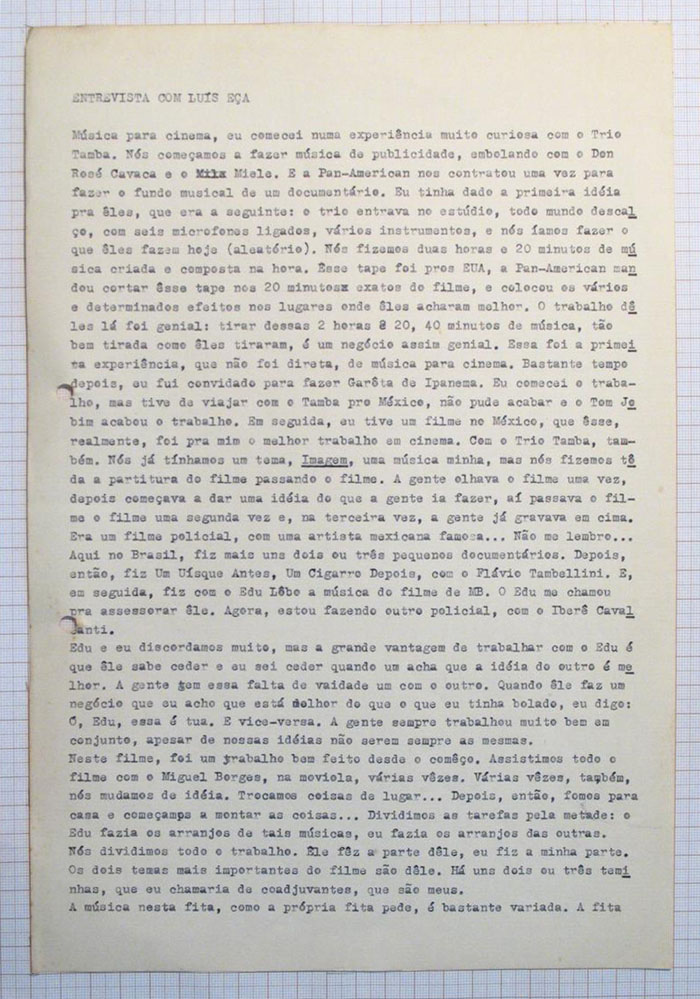 ENTREVISTA COM LUÍS EÇA
Música para cinema, eu comecei numa experiência muito curiosa com o Trio
Tamba. Nós começamos a fazer música de publicidade, embolando com o Don
Rosé Cavaca e o Miele. E a Pan-American nos contratou uma vez para
fazer o fundo musical de um documentário. Eu tinha dado a primeira idéia
pra êles, que era a seguinte: o trio entrava no estúdio, todo mundo descal
ço, com seis microfones ligados, vários instrumentos, e nós íamos fazer o
que êles fazem hoje (aleatório). Nós fizemos duas horas e 20 minutos de mú
sica criada e composta na hora. Êsse tape foi pros EUA, a Pan-American man
dou cortar êsse tape nos 20 minutosx exatos do filme, e colocou os vários
e determinados efeitos nos lugares onde êles acharam melhor. O trabalho dê
les lá foi genial: tirar dessas 2 horas e 20, 40 minutos de música, tão
bem tirada como êles tiraram, é um negócio assim genial. Essa foi a primei
ra experiência, que não foi direta, de música para cinema. Bastante tempo
depois, eu fui convidado para fazer Garôta de Ipanema. Eu comecei o traba-
lho, mas tive de viajar com o Tamba pro México, não pude acabar e o Tom Jo
bim acabou o trabalho. Em seguida, eu tive um filme no México, que êsse,
realmente, foi pra mim o melhor trabalho em cinema. Com o Trio Tamba, tam-
bém. Nós já tínhamos um tema, Imagem, uma música minha, mas nós fizemos tô
da a partitura do filme passando o filme. A gente olhava o filme uma vez,
depois começava a dar uma idéia do que a gente ia fazer, aí passava o fil-
me o filme uma segunda vez e, na terceira vez, a gente já gravava em cima.
Era um filme policial, com uma artista mexicana famosa... Não me lembro...
Aqui no Brasil, fiz mais uns dois ou três pequenos documentários. Depois,
então, fiz Um Uísque Antes, Um Cigarro Depois, com o Flávio Tambellini. E,
em seguida, fiz com o Edu Lôbo a música do filme de MB. O Edu me chamou
pra assessorar êle. Agora, estou fazendo outro policial, com o Iberê Caval
canti.
Edu e eu discordamos muito, mas a grande vantagem de trabalhar com o Edu é
que êle sabe ceder e eu sei ceder quando um acha que a idéia do outro é me
lhor. A gente tem essa falta de vaidade um com o outro. Quando êle faz um
negócio que eu acho que está melhor do que o que eu tinha bolado, eu digo:
Ó, Edu, essa é tua. E vice-versa. A gente sempre trabalhou muito bem em
conjunto, apesar de nossas idéias não serem sempre as mesmas.
Neste filme, foi um trabalho bem feito desde o comêço. Assistimos todo o
filme com o Miguel Borges, na moviola, várias vêzes. Várias vêzes, também,
nós mudamos de idéia. Trocamos coisas de lugar... Depois, então, fomos para
casa e começamps a montar as coisas... Dividimos as tarefas pela metade: o
Edu fazia os arranjos de tais músicas, eu fazia os arranjos das outras.
Nós dividimos todo o trabalho. Êle fêz a parte dêle, eu fiz a minha parte.
Os dois temas mais importantes do filme são dêle. Há uns dois ou três temi
nhas, que eu chamaria de coadjuvantes, que são meus.
A música nesta fita, como a própria fita pede, é bastante variada. A fita